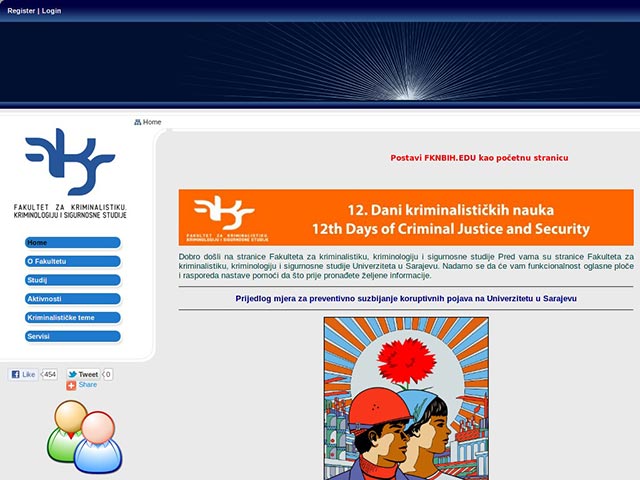 Register | Login
Home
FAKULTET ZA KRIMINALISTIKU,
KRIMINOLOGIJU I SIGURNOSNE STUDIJE
Home
O Fakultetu
Studij
Aktivnosti
Kriminalističke teme
Servisi
Like 454
Tweet 0
Share
Postavi FKNBIH.EDU kao početnu stranicu
FAKULTET ZA KRIMINALISTIKU,
KRIMINOLOGIJU I SIGURNOSNE STUDIJE
12. Dani kriminalističkih nauka
12th Days of Criminal Justice and Security
Dobro došli na stranice Fakulteta za kriminalistiku, kriminologiju i sigurnosne studije Pred vama su stranice Fakulteta za
kriminalistiku, kriminologiju i sigurnosne studije Univerziteta u Sarajevu. Nadamo se da će vam funkcionalnost oglasne ploče
i rasporeda nastave pomoći da što prije pronađete željene informacije.
Prijedlog mjera za preventivno suzbijanje koruptivnih pojava na Univerzitetu u Sarajevu